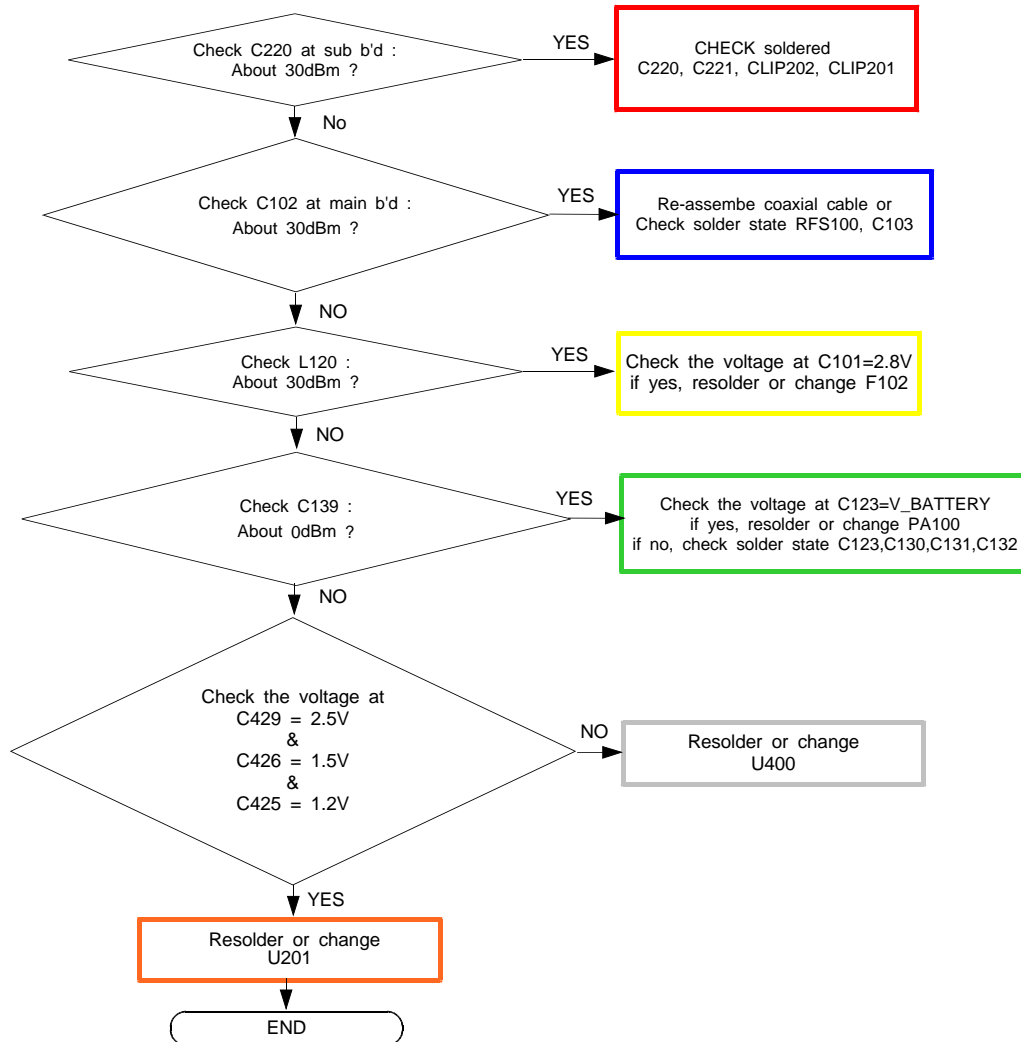 Check C220 at sub b'd :
About 30dBm ?
YES
CHECK soldered
C220, C221, CLIP202, CLIP201
No
Check C102 at main b'd :
About 30dBm ?
YES
Re-assembe coaxial cable or
Check solder state RFS100, C103
NO
Check L120 :
About 30dBm ?
YES
Check the voltage at C101=2.8V
if yes, resolder or change F102
NO
Check C139 :
About 0dBm ?
YES
Check the voltage at C123=V_BATTERY
if yes, resolder or change PA100
if no, check solder state C123,C130,C131,C132
NO
Check the voltage at
C429 = 2.5V
&
C426 = 1.5V
&
C425 = 1.2V
NO
Resolder or change
U400
YES
Resolder or change
U201
END